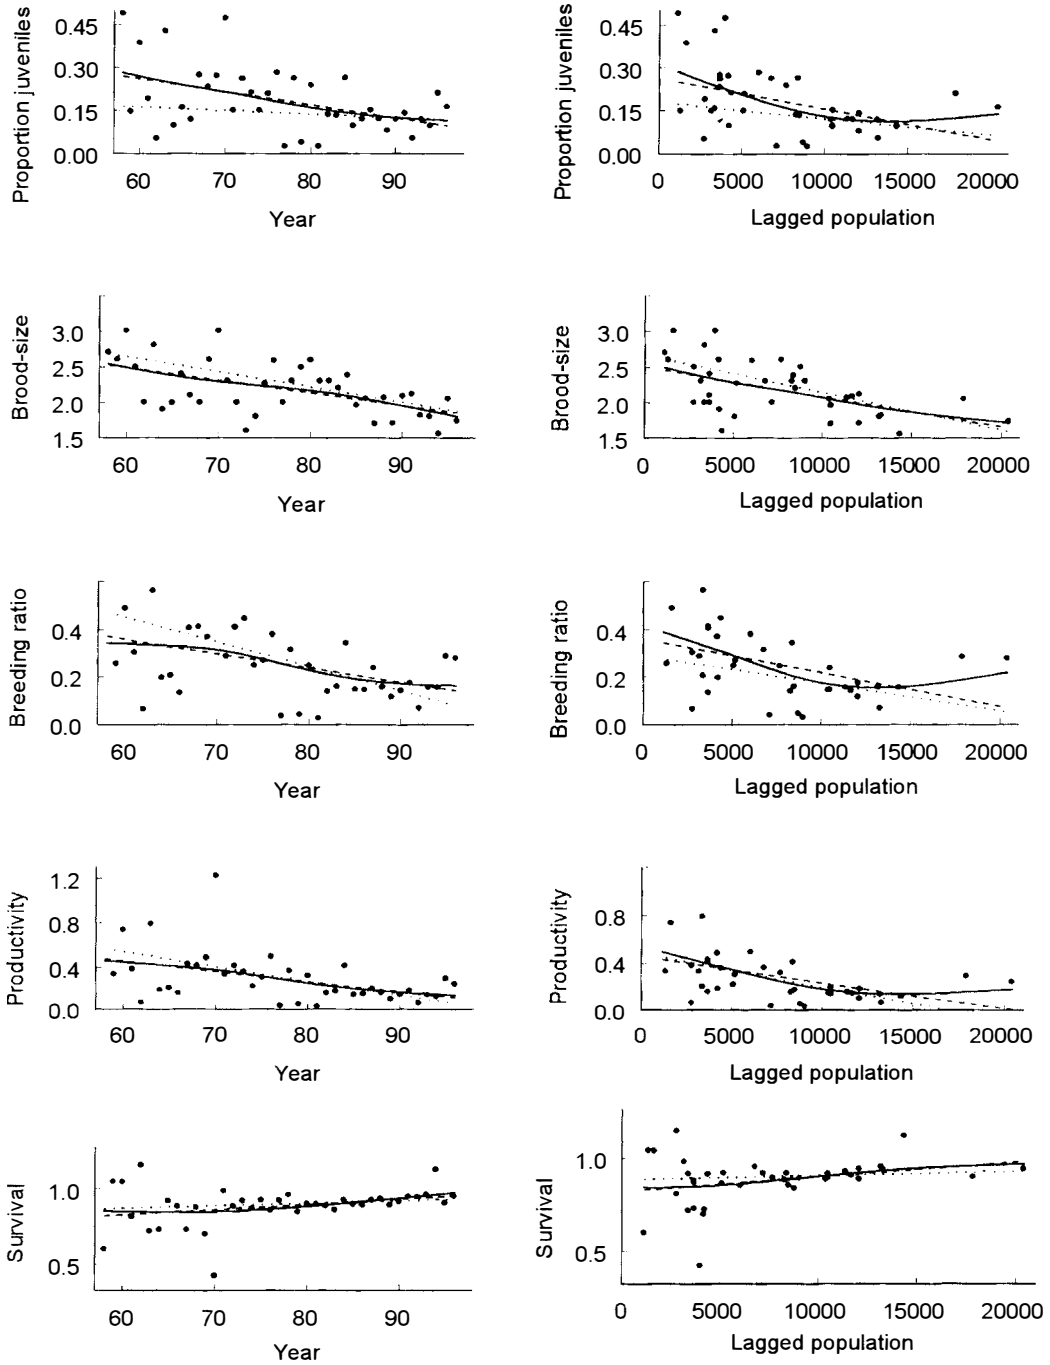 Proportion juveniles
0.45
0.30
0.15
0.00
60 70 80 90
Year
Proportion juveniles
0.45
0.30
0.15
0.00
0 5000 10000 15000 20000
Lagged population
Brood-size
3.0
2.5
2.0
1.5
60 70 80 90
Year
Brood-size
3.0
2.5
2.0
1.5
0 5000 10000 15000 20000
Lagged population
Breeding ratio
0.4
0.2
0.0
60 70 80 90
Year
Breeding ratio
0.4
0.2
0.0
0 5000 10000 15000 20000
Lagged population
Productivity
1.2
0.8
0.4
0.0
60 70 80 90
Year
Productivity
0.8
0.4
0.0
0 5000 10000 15000 20000
Lagged population
Survival
1.0
0.5
60 70 80 90
Year
Survival
1.0
0.5
0 5000 10000 15000 20000
Lagged population